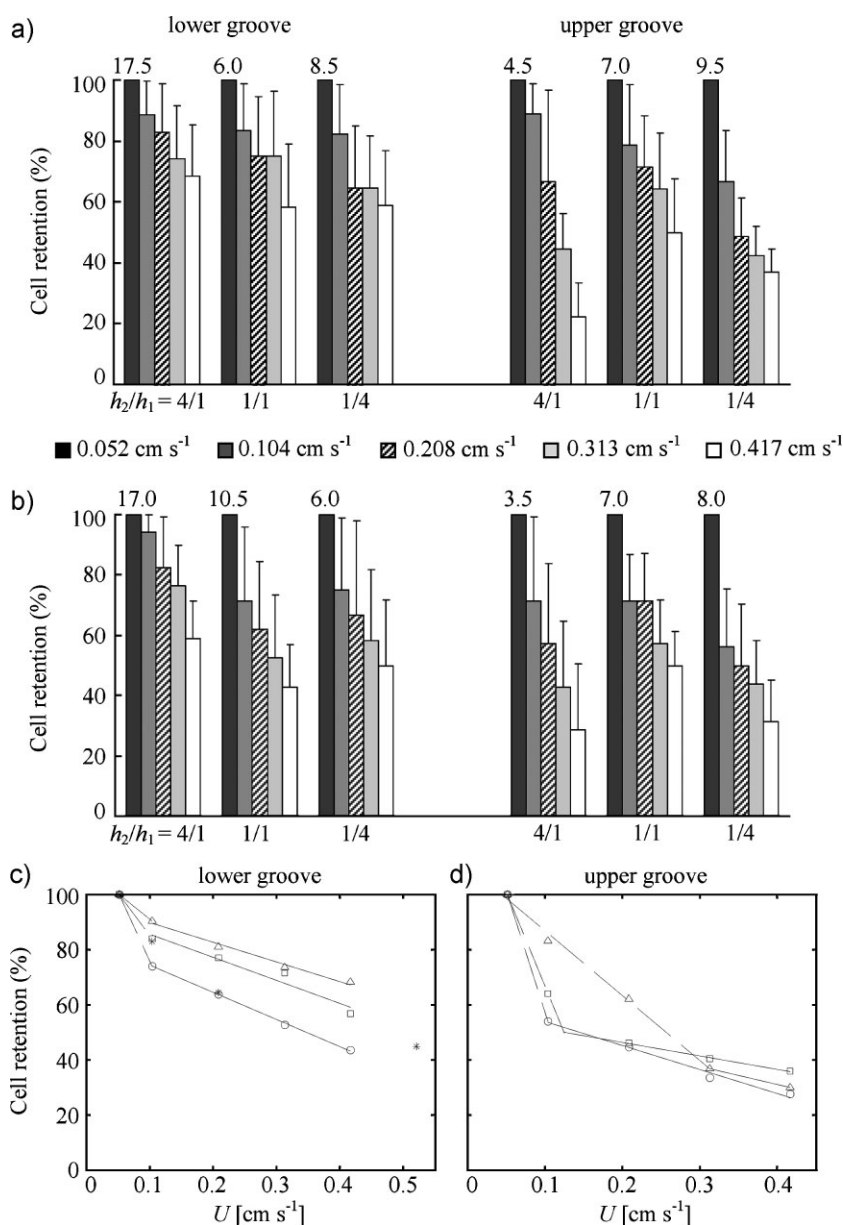 a)
lower groove
upper groove
17.5 6.0 8.5 4.5 7.0 9.5
Cell retention (%)
100
80
60
40
20
0
h₂/h₁ = 4/1 1/1 1/4 4/1 1/1 1/4
0.052 cm s⁻¹ 0.104 cm s⁻¹ 0.208 cm s⁻¹ 0.313 cm s⁻¹ 0.417 cm s⁻¹
b)
17.0 10.5 6.0 3.5 7.0 8.0
Cell retention (%)
100
80
60
40
20
0
h₂/h₁ = 4/1 1/1 1/4 4/1 1/1 1/4
c)
lower groove
Cell retention (%)
100
80
60
40
20
0
0 0.1 0.2 0.3 0.4 0.5
U [cm s⁻¹]
d)
upper groove
0 0.1 0.2 0.3 0.4
U [cm s⁻¹]